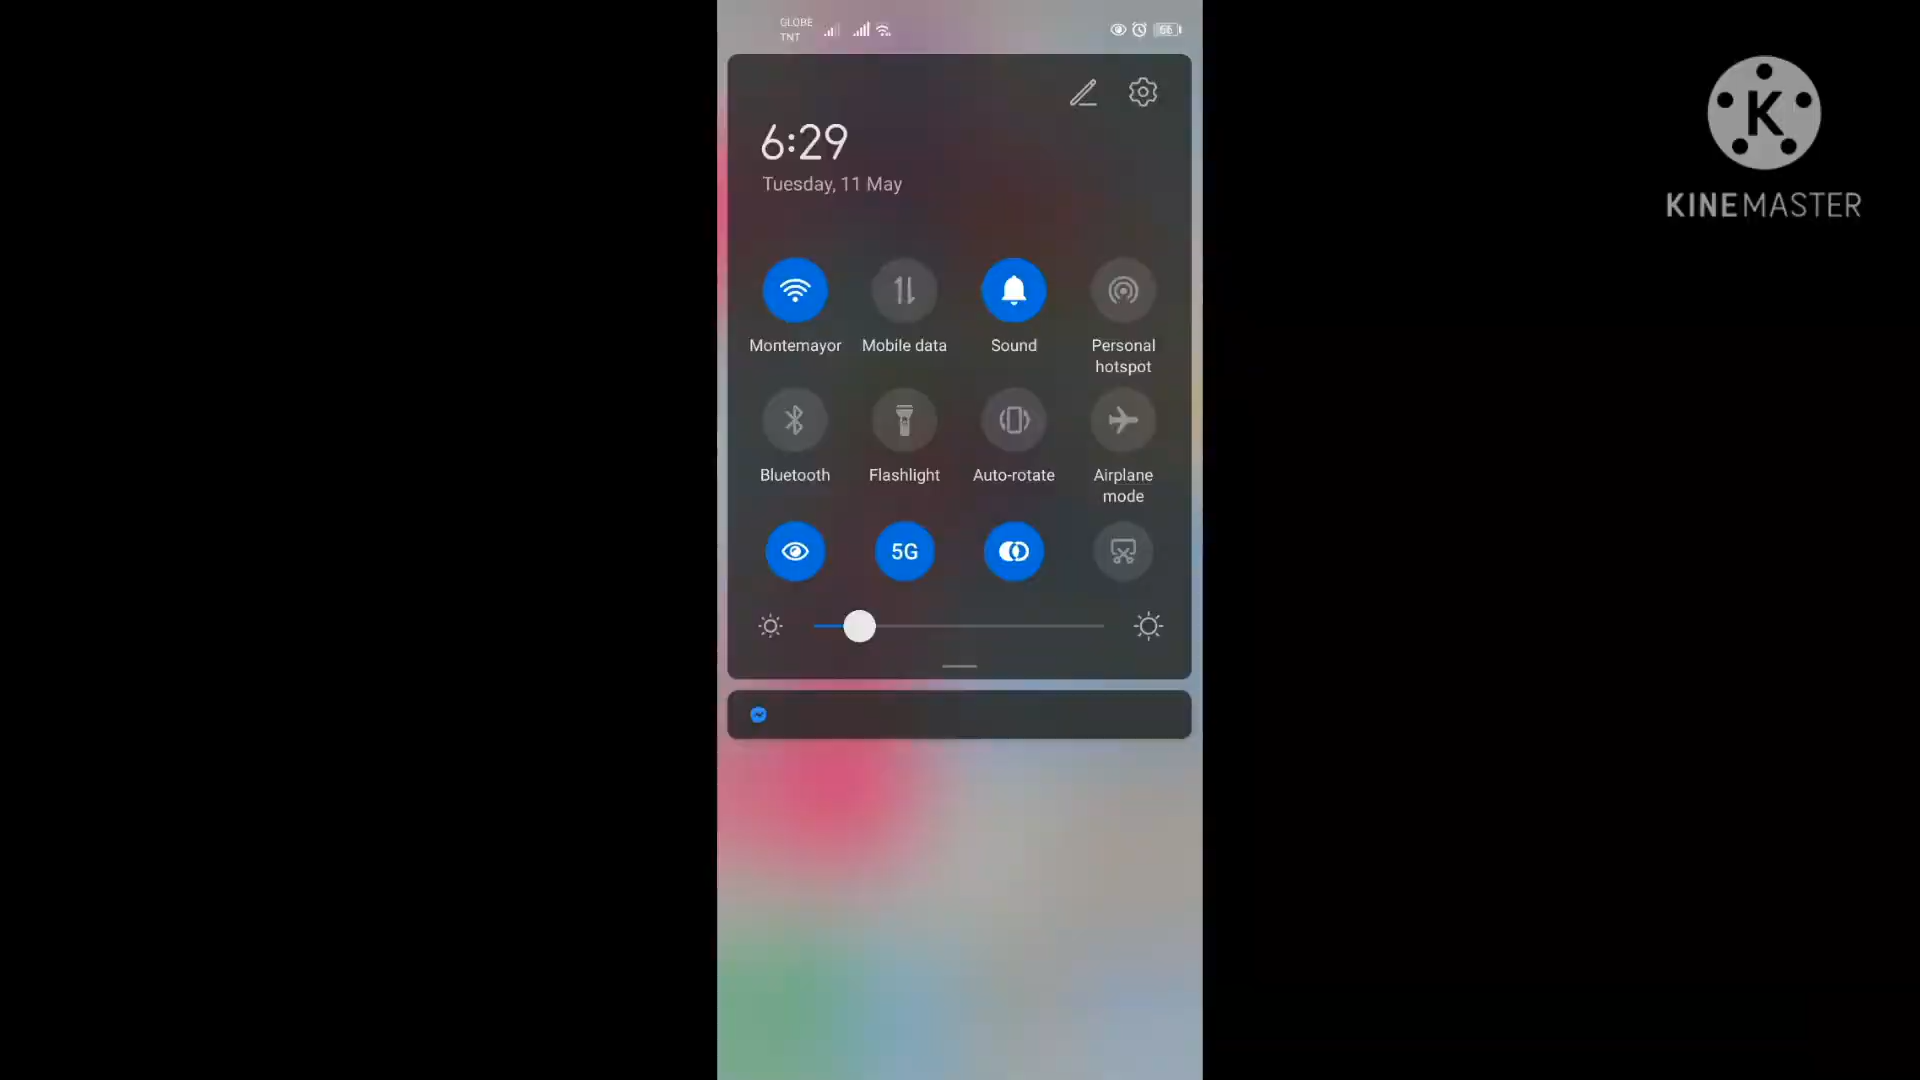 GLOBE
TNT
56
6:29
Tuesday, 11 May
Montemayor Mobile data Sound Personal hotspot
Bluetooth Flashlight Auto-rotate Airplane mode
5G
K
KINEMASTER